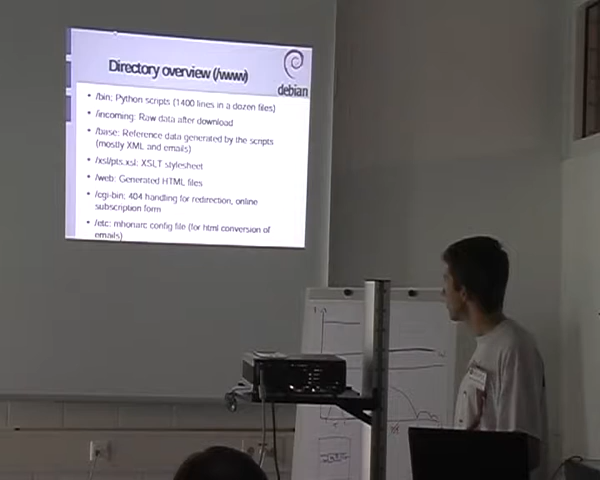 Directory overview (/www)
debian
• /bin: Python scripts (1400 lines in a dozen files)
• /incoming: Raw data after download
• /base: Reference data generated by the scripts
(mostly XML and emails)
• /xsl/pts.xsl: XSLT stylesheet
• /web: Generated HTML files
• /cgi-bin: 404 handling for redirection, online
subscription form
• /etc: mhonarc config file (for html conversion of
emails)